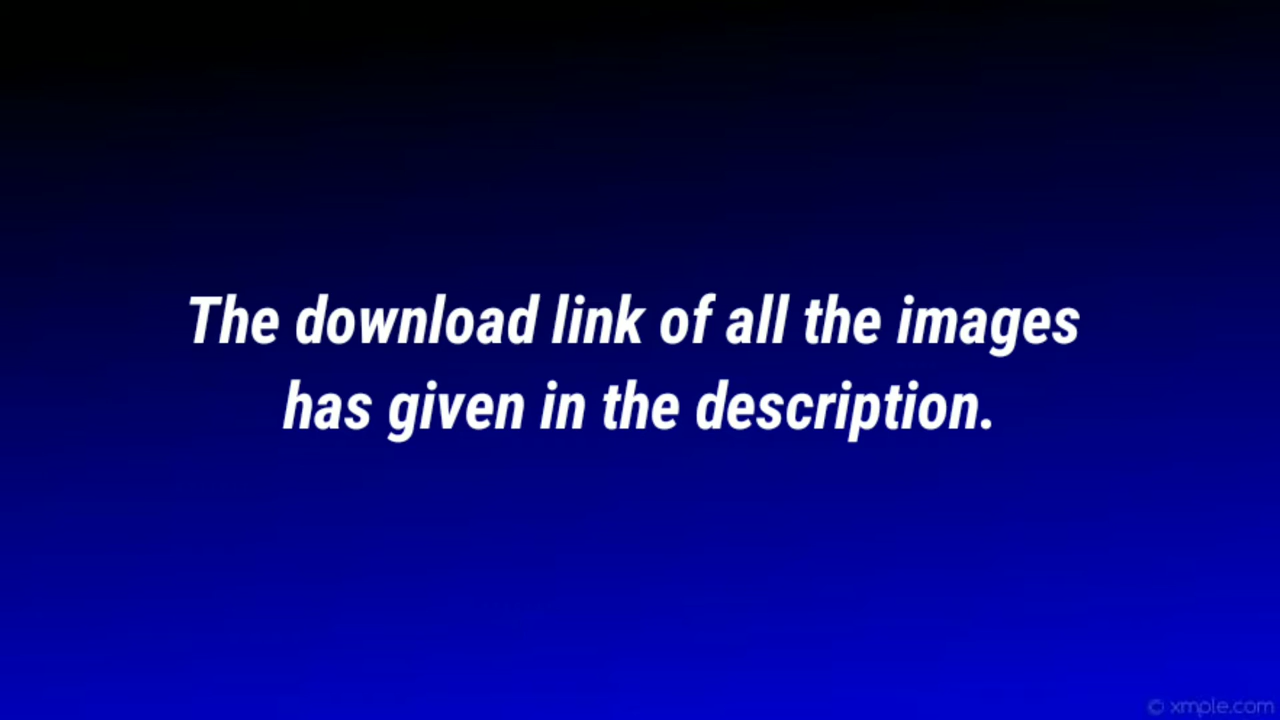 The download link of all the images
has given in the description.
© xmple.com